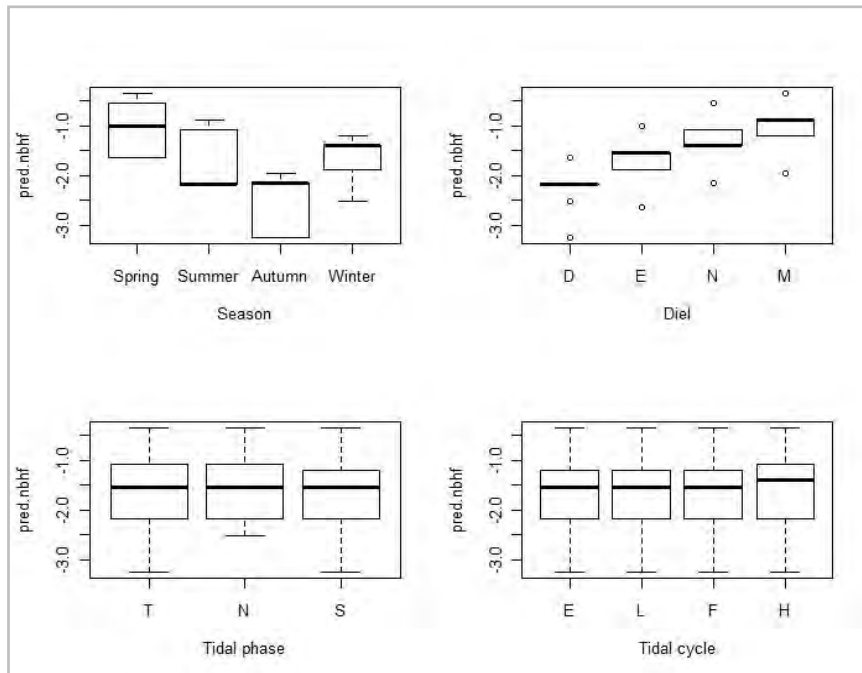 pred.nbhf
-1.0
-2.0
-3.0
Spring Summer Autumn Winter
Season
pred.nbhf
-1.0
-2.0
-3.0
D E N M
Diel
pred.nbhf
-1.0
-2.0
-3.0
T N S
Tidal phase
pred.nbhf
-1.0
-2.0
-3.0
E L F H
Tidal cycle